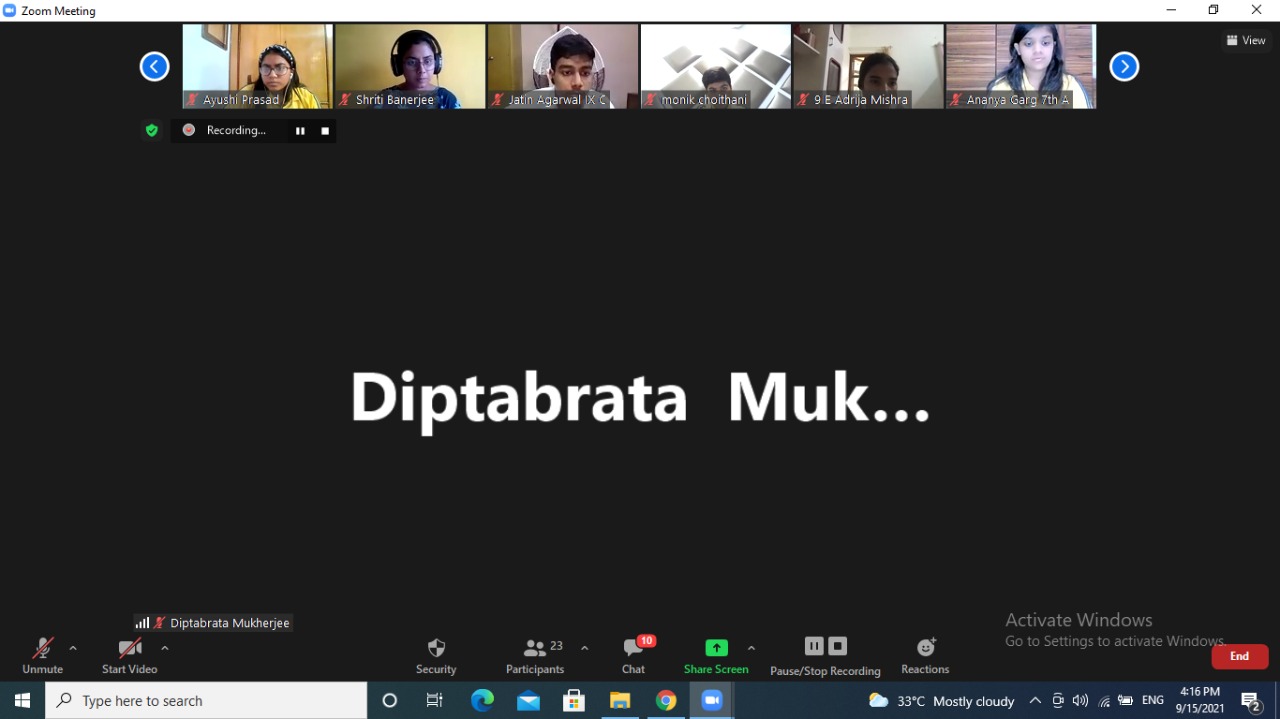 Zoom Meeting
View
Ayushi Prasad
Shriti Banerjee
Jatin Agarwal IX C
monik choithani
9 E Adrija Mishra
Ananya Garg 7th A
Recording...
Diptabrata Muk...
Diptabrata Mukherjee
Activate Windows
Go to Settings to activate Windows.
23
10
Unmute
Start Video
Security
Participants
Chat
Share Screen
Pause/Stop Recording
Reactions
End
Type here to search
33°C Mostly cloudy
ENG
4:16 PM
9/15/2021
2